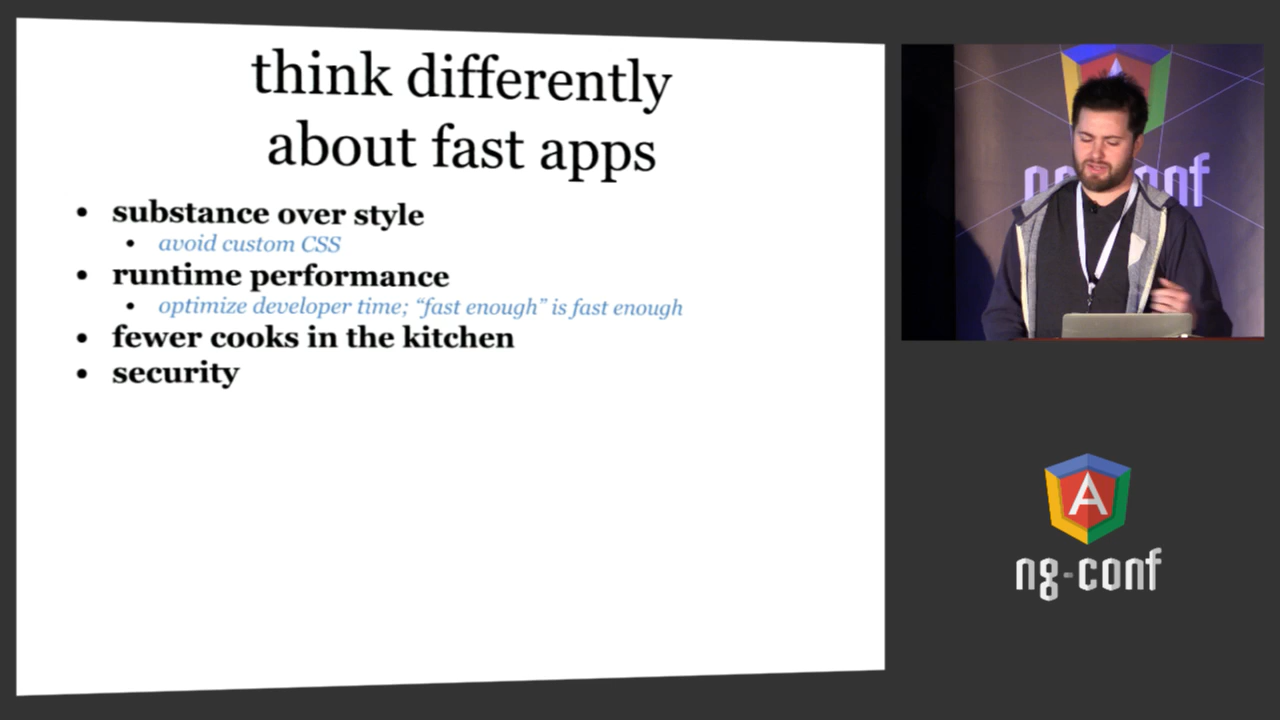 think differently
about fast apps
• substance over style
• avoid custom CSS
• runtime performance
• optimize developer time; “fast enough” is fast enough
• fewer cooks in the kitchen
• security
A
ng-conf